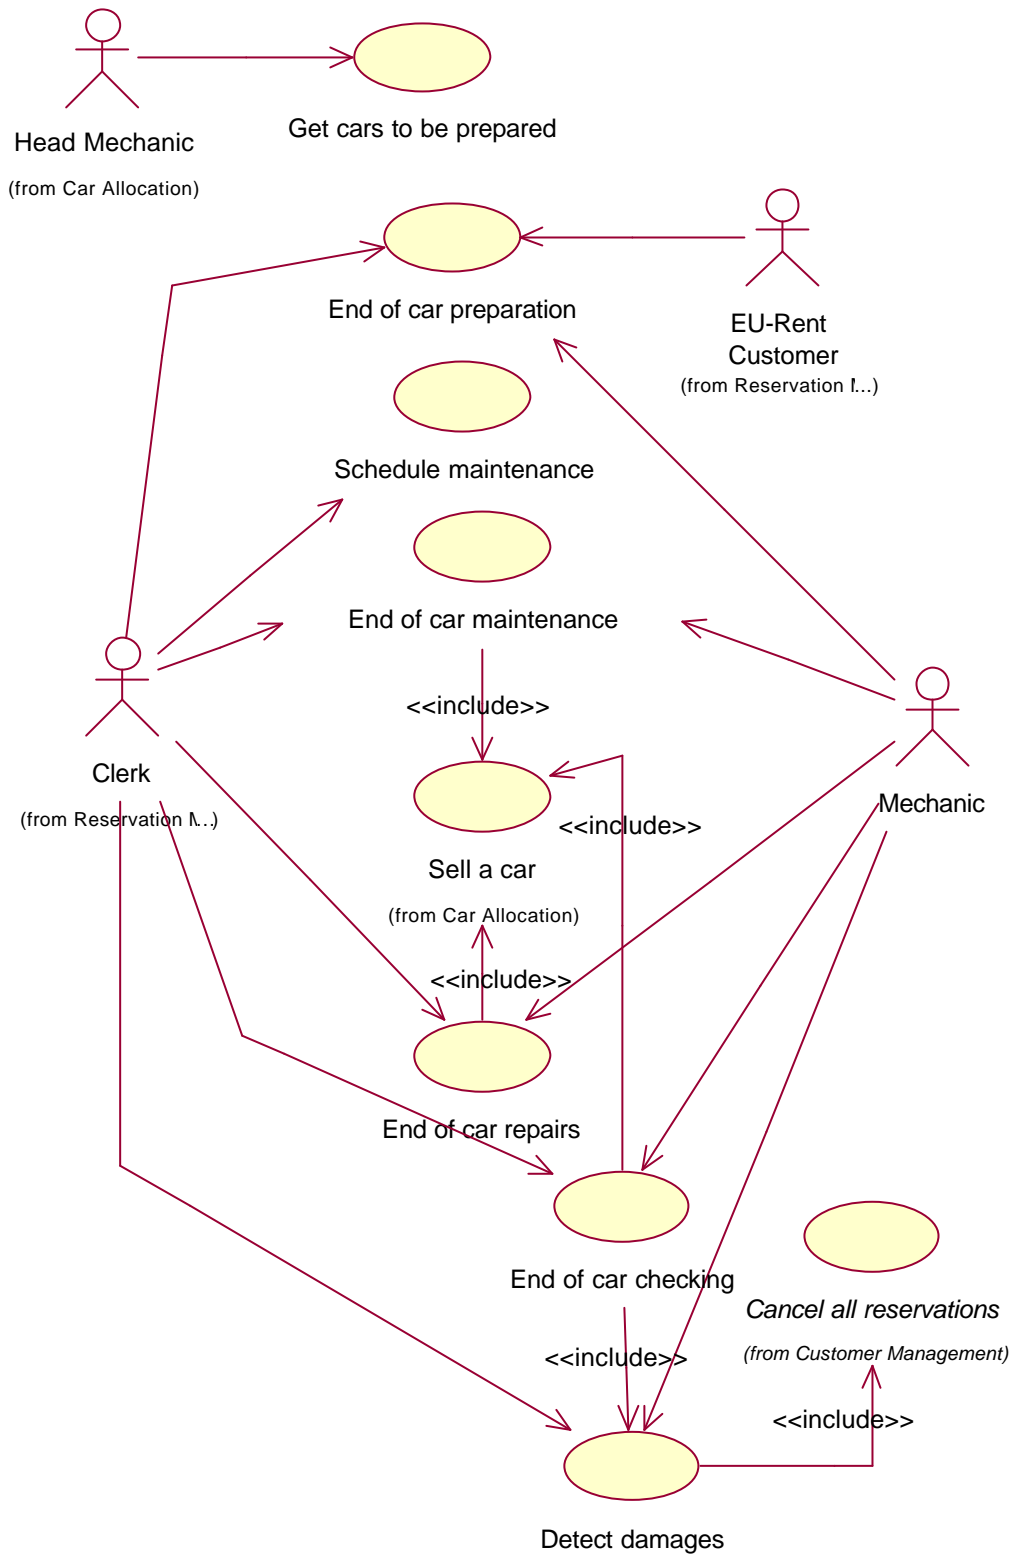 Get cars to be prepared
Head Mechanic
(from Car Allocation)
End of car preparation
EU-Rent
Customer
(from Reservation M...)
Schedule maintenance
End of car maintenance
<<include>>
Clerk
(from Reservation M...)
Mechanic
<<include>>
Sell a car
(from Car Allocation)
<<include>>
End of car repairs
End of car checking
Cancel all reservations
(from Customer Management)
<<include>>
<<include>>
Detect damages